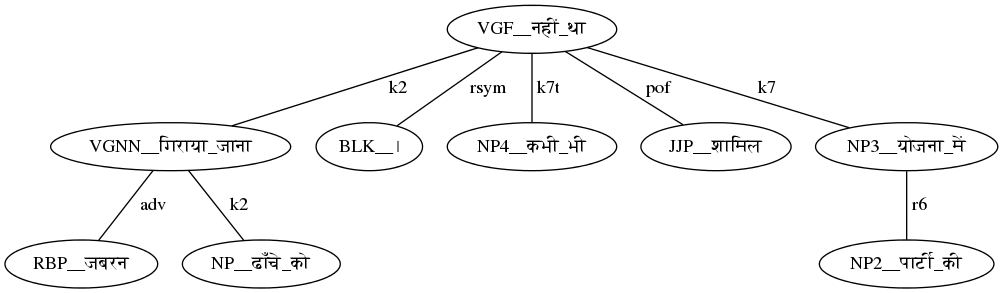 VGF__नहीं_था
k2
rsym
k7t
pof
k7
VGNN__गिराया_जाना
BLK__।
NP4__कभी_भी
JJP__शामिल
NP3__योजना_में
adv
k2
r6
RBP__जबरन
NP__ढाँचे_को
NP2__पार्टी_की